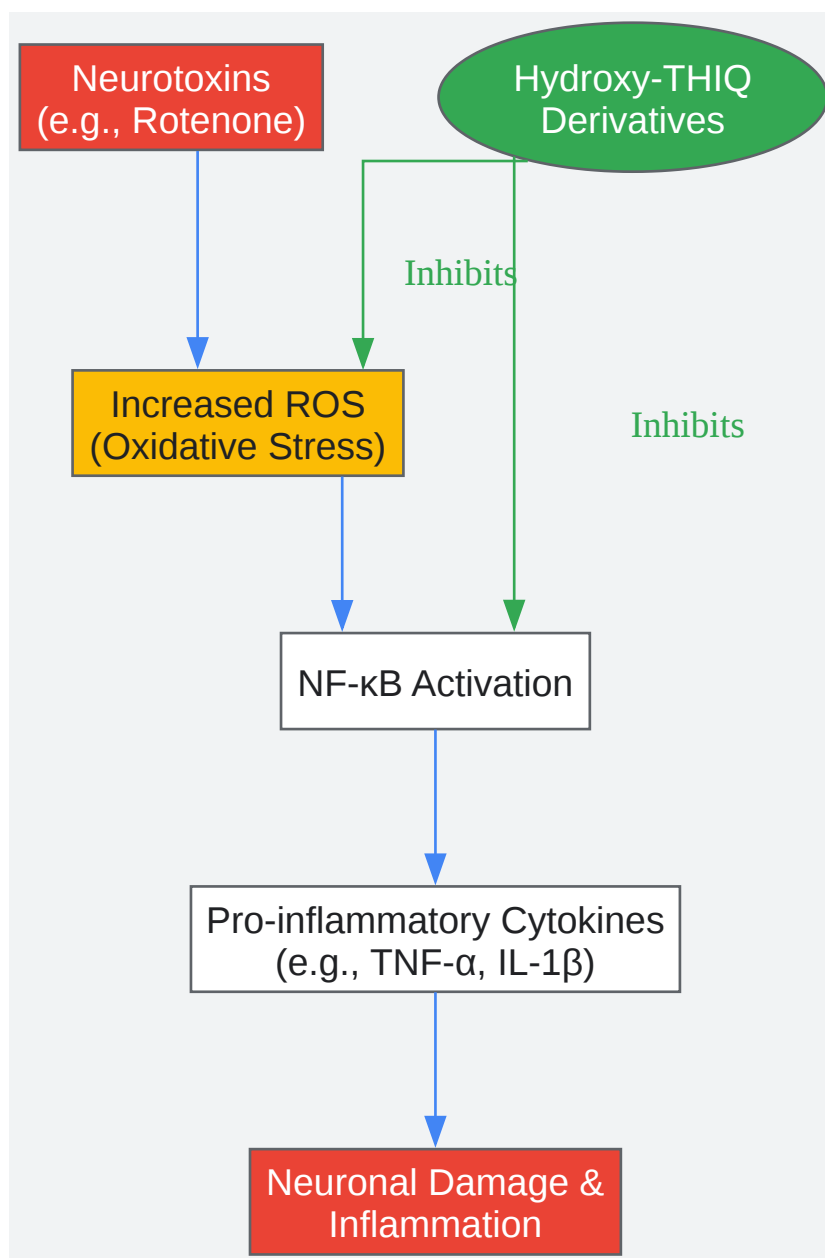 Neurotoxins
(e.g., Rotenone)
Hydroxy-THIQ
Derivatives
Inhibits
Increased ROS
(Oxidative Stress)
Inhibits
NF-κB Activation
Pro-inflammatory Cytokines
(e.g., TNF-α, IL-1β)
Neuronal Damage &
Inflammation